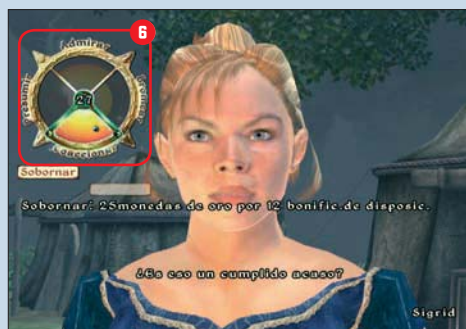 6
Admirar
Presumir
Bromear
27
Coaccionar
Sobornar
Sobornar: 25monedas de oro por 12 bonific.de disposic.
¿Es eso un cumplido acaso?
Sigrid